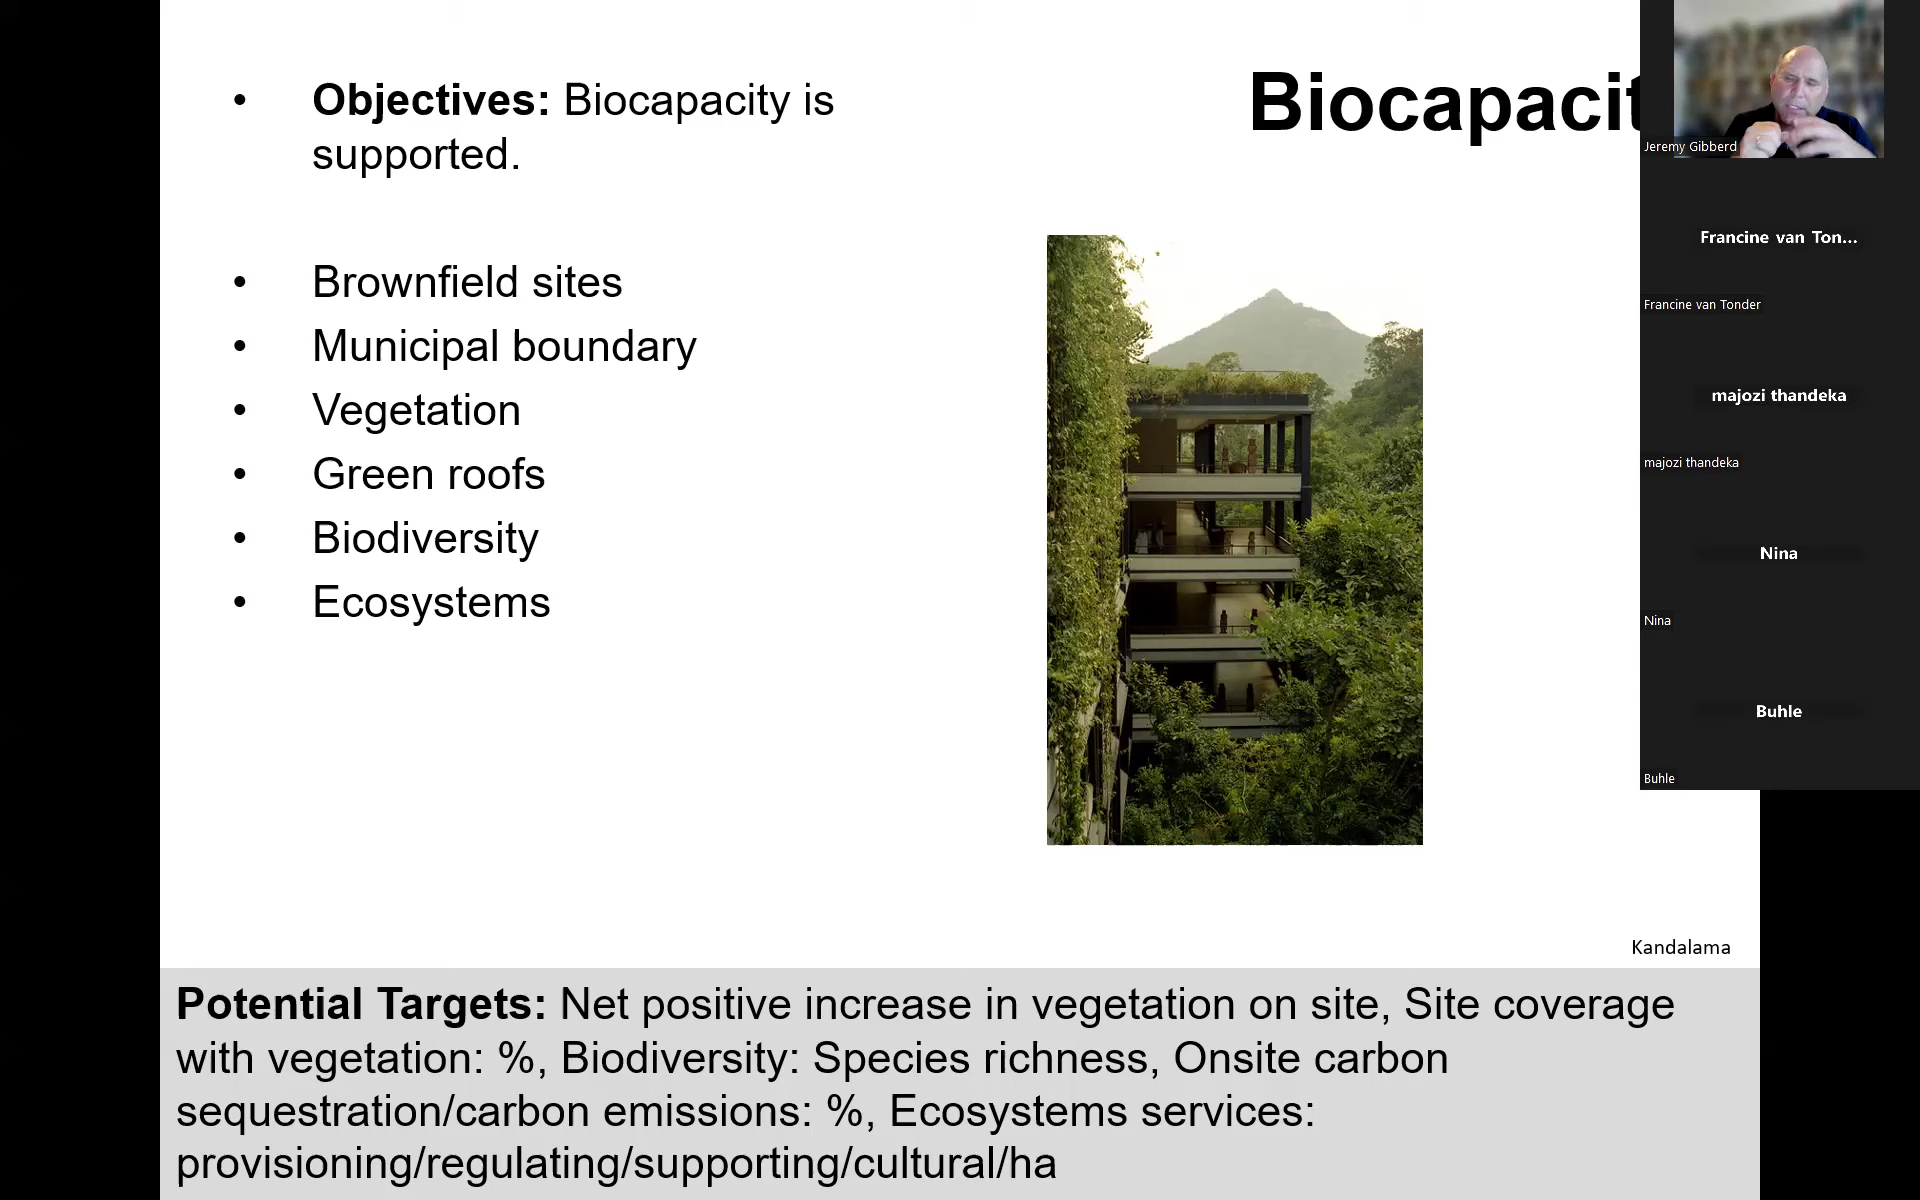 • Objectives: Biocapacity is
supported.
Biocapacit
• Brownfield sites
• Municipal boundary
• Vegetation
• Green roofs
• Biodiversity
• Ecosystems
Kandalama
Potential Targets: Net positive increase in vegetation on site, Site coverage
with vegetation: %, Biodiversity: Species richness, Onsite carbon
sequestration/carbon emissions: %, Ecosystems services:
provisioning/regulating/supporting/cultural/ha
Jeremy Gibberd
Francine van Ton...
Francine van Tonder
majozi thandeka
majozi thandeka
Nina
Nina
Buhle
Buhle